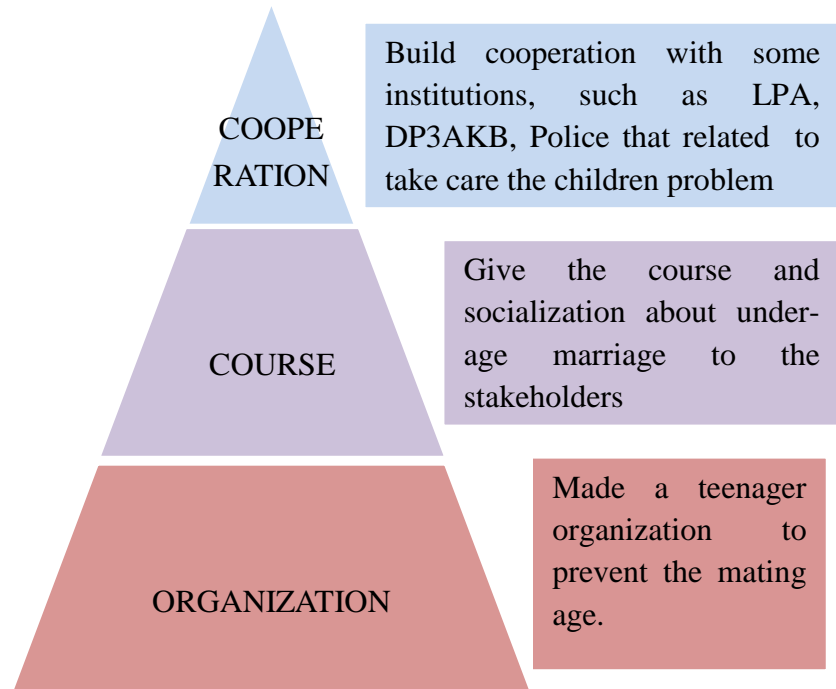 COOPE
RATION
Build cooperation with some
institutions, such as LPA,
DP3AKB, Police that related to
take care the children problem
COURSE
Give the course and
socialization about under-
age marriage to the
stakeholders
ORGANIZATION
Made a teenager
organization to
prevent the mating
age.